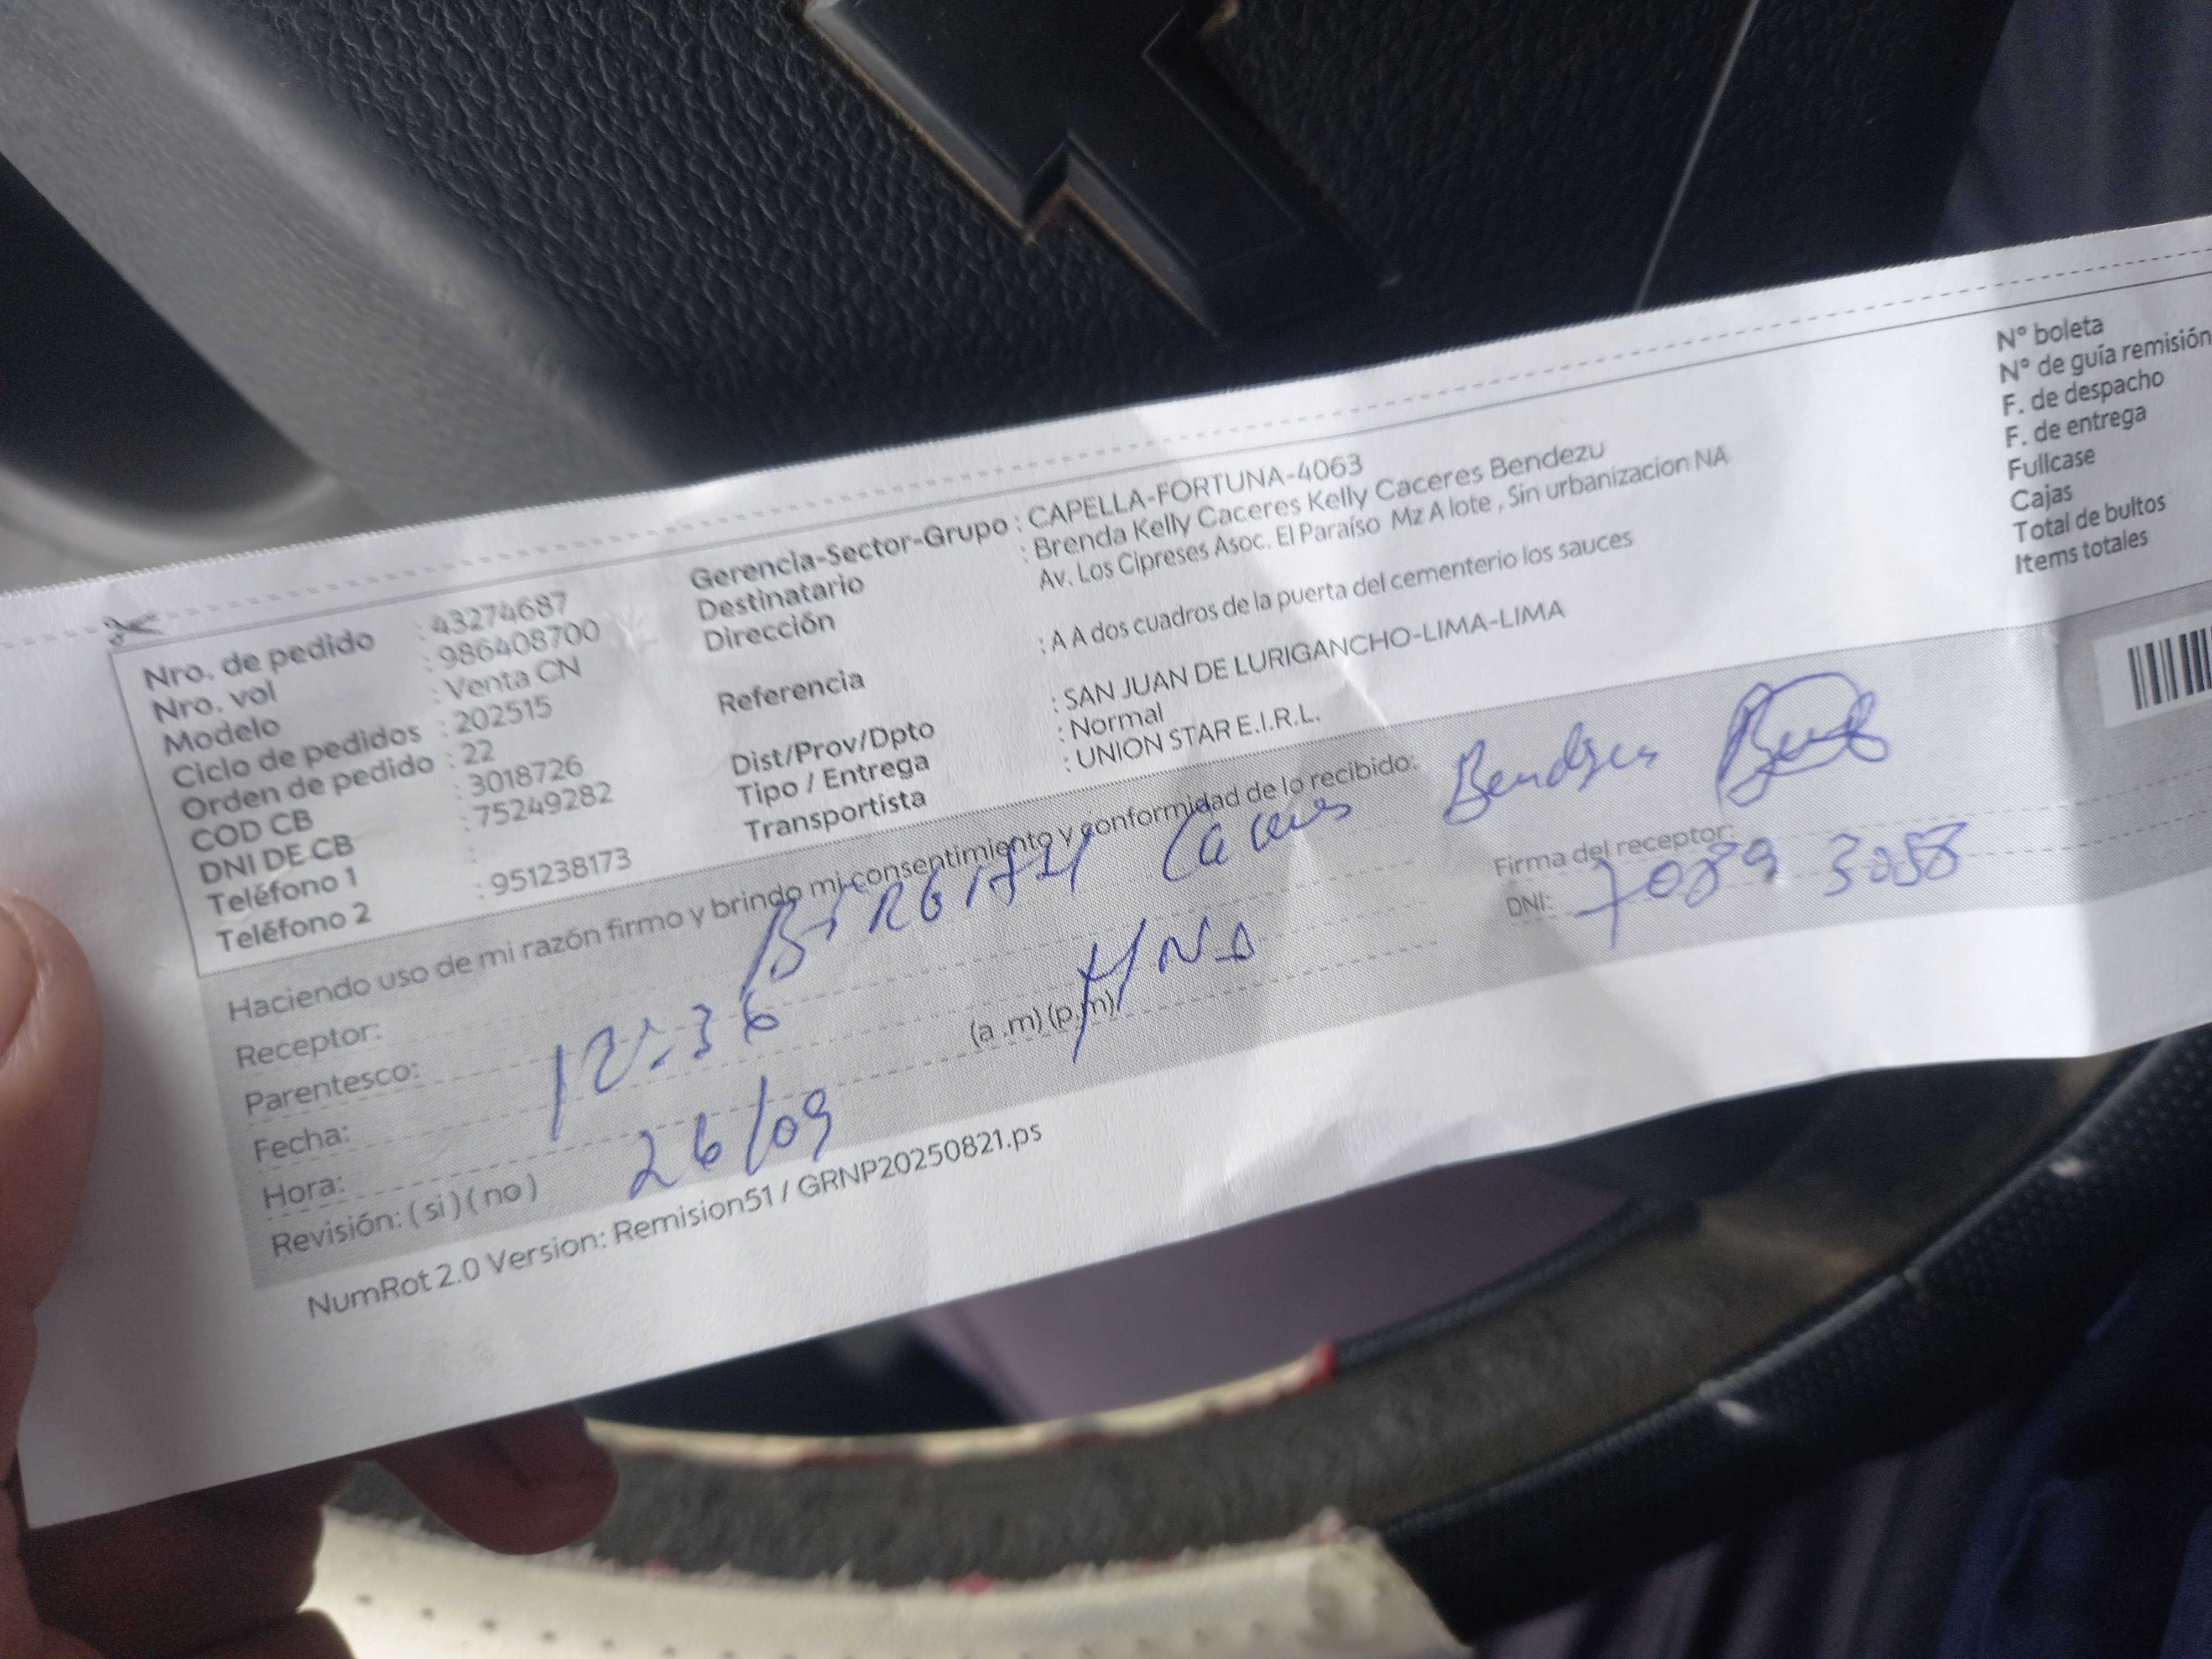 Nro. de pedido : 43274687
Nro. vol : 986408700
Modelo : Venta CN
Ciclo de pedidos : 202515
Orden de pedido : 22
COD CB : 3018726
DNI DE CB : 75249282
Teléfono 1 :
Teléfono 2 : 951238173
Gerencia-Sector-Grupo : CAPELLA-FORTUNA-4063
Destinatario : Brenda Kelly Caceres Kelly Caceres Bendezu
Dirección Av. Los Cipreses Asoc. El Paraíso Mz A lote , Sin urbanizacion NA
Referencia : A A dos cuadros de la puerta del cementerio los sauces
Dist/Prov/Dpto : SAN JUAN DE LURIGANCHO-LIMA-LIMA
Tipo / Entrega : Normal
Transportista : UNION STAR E.I.R.L.
N° boleta
N° de guía remisión
F. de despacho
F. de entrega
Fullcase
Cajas
Total de bultos
Items totales
Haciendo uso de mi razón firmo y brindo mi consentimiento y conformidad de lo recibido:
Receptor: Caceres
Firma del receptor:
Parentesco:
DNI: 7089 3058
Fecha: 12:36
Hora: 26/09 (a .m) (p.m)
Revisión: ( si ) ( no )
NumRot 2.0 Version: Remision51 / GRNP20250821.ps